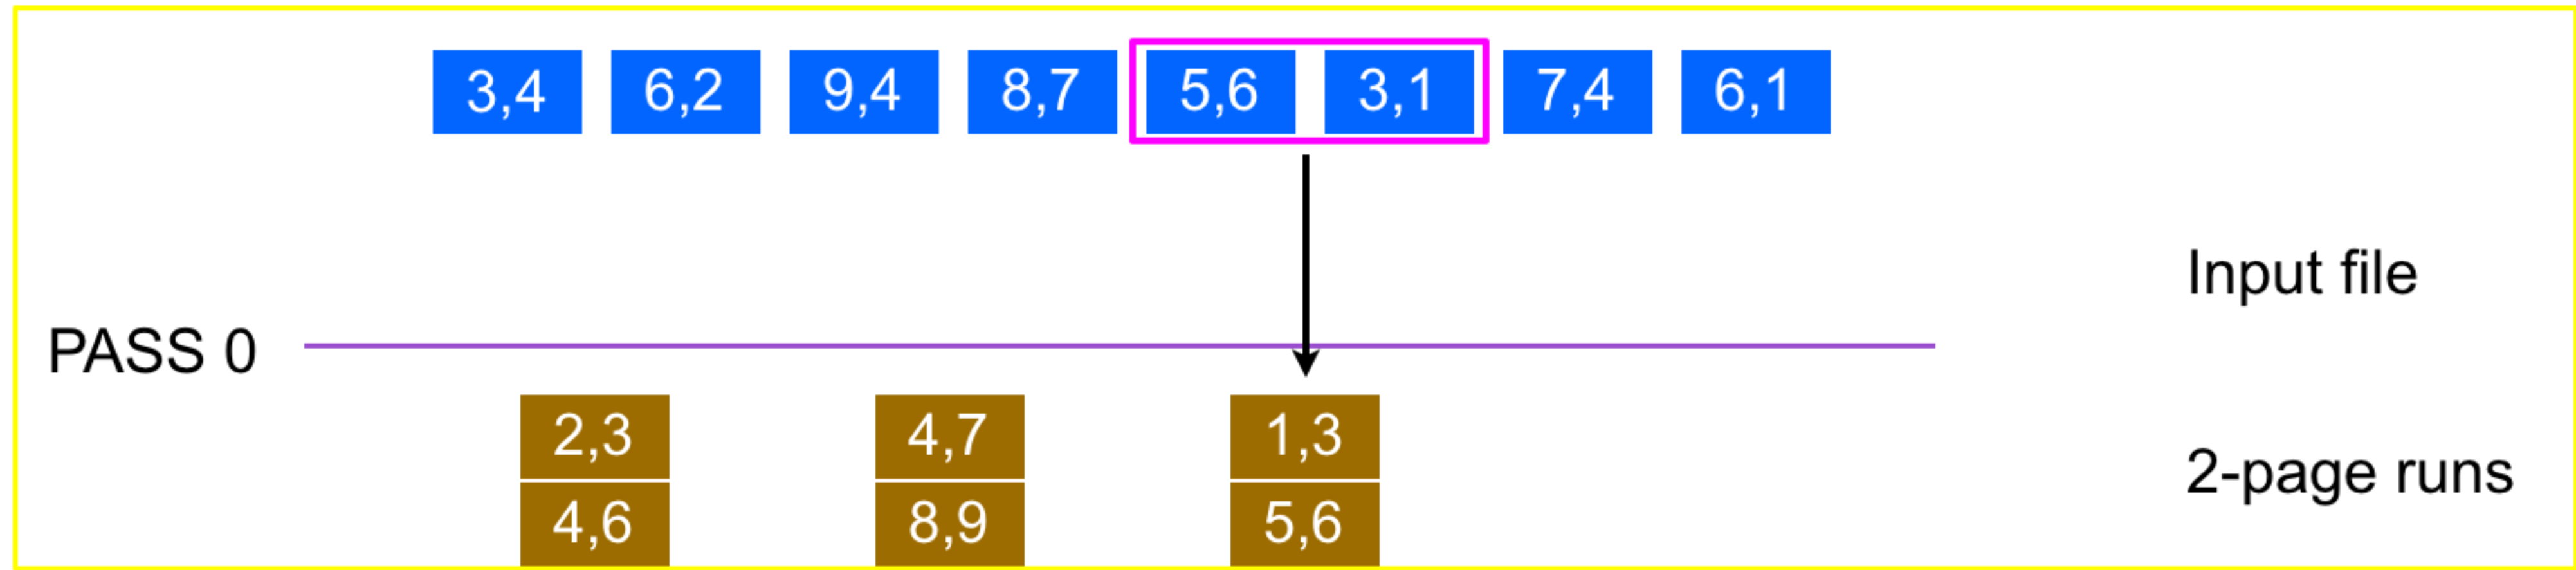 3,4 6,2 9,4 8,7 5,6 3,1 7,4 6,1
Input file
PASS 0
2,3 4,7 1,3
2-page runs
4,6 8,9 5,6